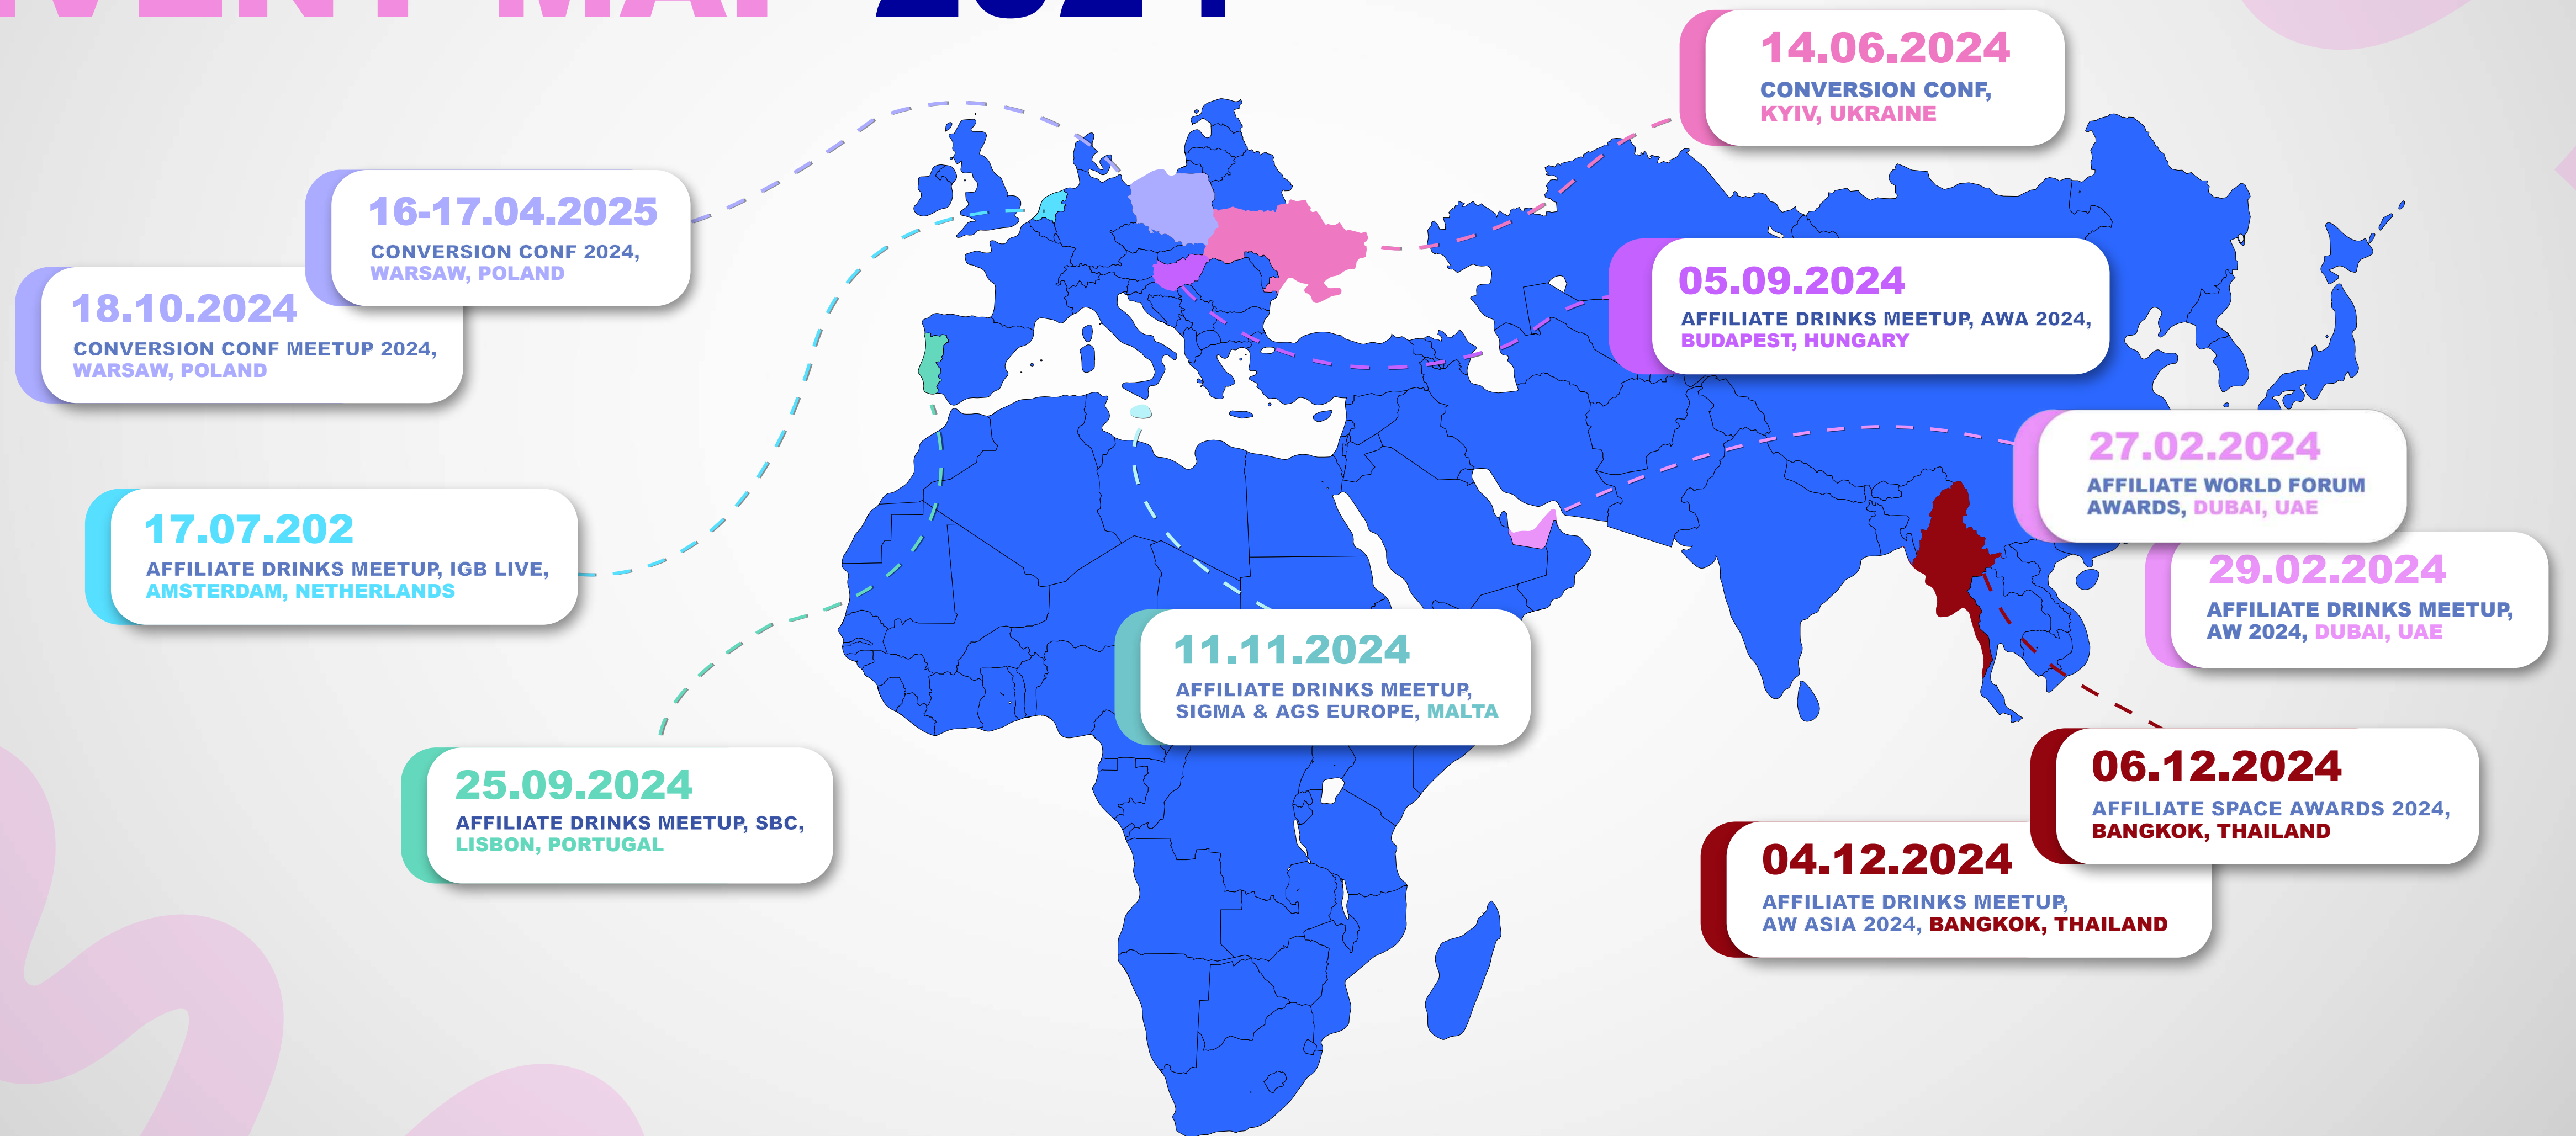 14.06.2024
CONVERSION CONF,
KYIV, UKRAINE
16-17.04.2025
CONVERSION CONF 2024,
WARSAW, POLAND
18.10.2024
CONVERSION CONF MEETUP 2024,
WARSAW, POLAND
05.09.2024
AFFILIATE DRINKS MEETUP, AWA 2024,
BUDAPEST, HUNGARY
27.02.2024
AFFILIATE WORLD FORUM
AWARDS, DUBAI, UAE
17.07.202
AFFILIATE DRINKS MEETUP, IGB LIVE,
AMSTERDAM, NETHERLANDS
29.02.2024
AFFILIATE DRINKS MEETUP,
AW 2024, DUBAI, UAE
11.11.2024
AFFILIATE DRINKS MEETUP,
SIGMA & AGS EUROPE, MALTA
25.09.2024
AFFILIATE DRINKS MEETUP, SBC,
LISBON, PORTUGAL
06.12.2024
AFFILIATE SPACE AWARDS 2024,
BANGKOK, THAILAND
04.12.2024
AFFILIATE DRINKS MEETUP,
AW ASIA 2024, BANGKOK, THAILAND